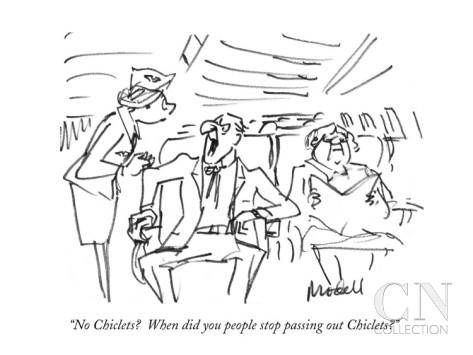 Modell
CN
COLLECTION
"No Chiclets? When did you people stop passing out Chiclets?"